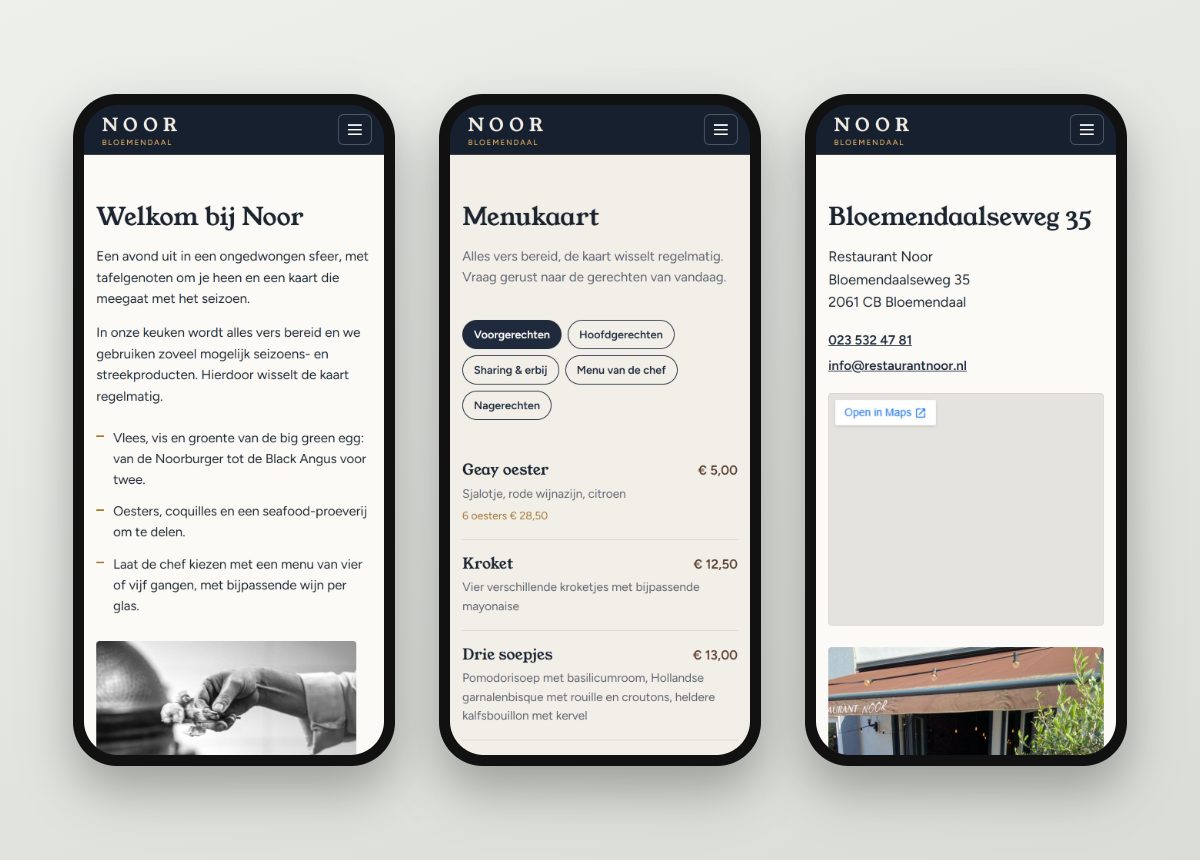 NOOR
BLOEMENDAAL
Welkom bij Noor
Een avond uit in een ongedwongen sfeer, met
tafelgenoten om je heen en een kaart die
meegaat met het seizoen.
In onze keuken wordt alles vers bereid en we
gebruiken zoveel mogelijk seizoens- en
streekproducten. Hierdoor wisselt de kaart
regelmatig.
Vlees, vis en groente van de big green egg:
van de Noorburger tot de Black Angus voor
twee.
Oesters, coquilles en een seafood-proeverij
om te delen.
Laat de chef kiezen met een menu van vier
of vijf gangen, met bijpassende wijn per
glas.
NOOR
BLOEMENDAAL
Menukaart
Alles vers bereid, de kaart wisselt regelmatig.
Vraag gerust naar de gerechten van vandaag.
Voorgerechten Hoofdgerechten
Sharing & erbij Menu van de chef
Nagerechten
Geay oester € 5,00
Sjalotje, rode wijnazijn, citroen
6 oesters € 28,50
Kroket € 12,50
Vier verschillende kroketjes met bijpassende
mayonaise
Drie soepjes € 13,00
Pomodorisoep met basilicumroom, Hollandse
garnalenbisque met rouille en croutons, heldere
kalfsbouillon met kervel
NOOR
BLOEMENDAAL
Bloemendaalseweg 35
Restaurant Noor
Bloemendaalseweg 35
2061 CB Bloemendaal
023 532 47 81
info@restaurantnoor.nl
Open in Maps
AURANT NOOR